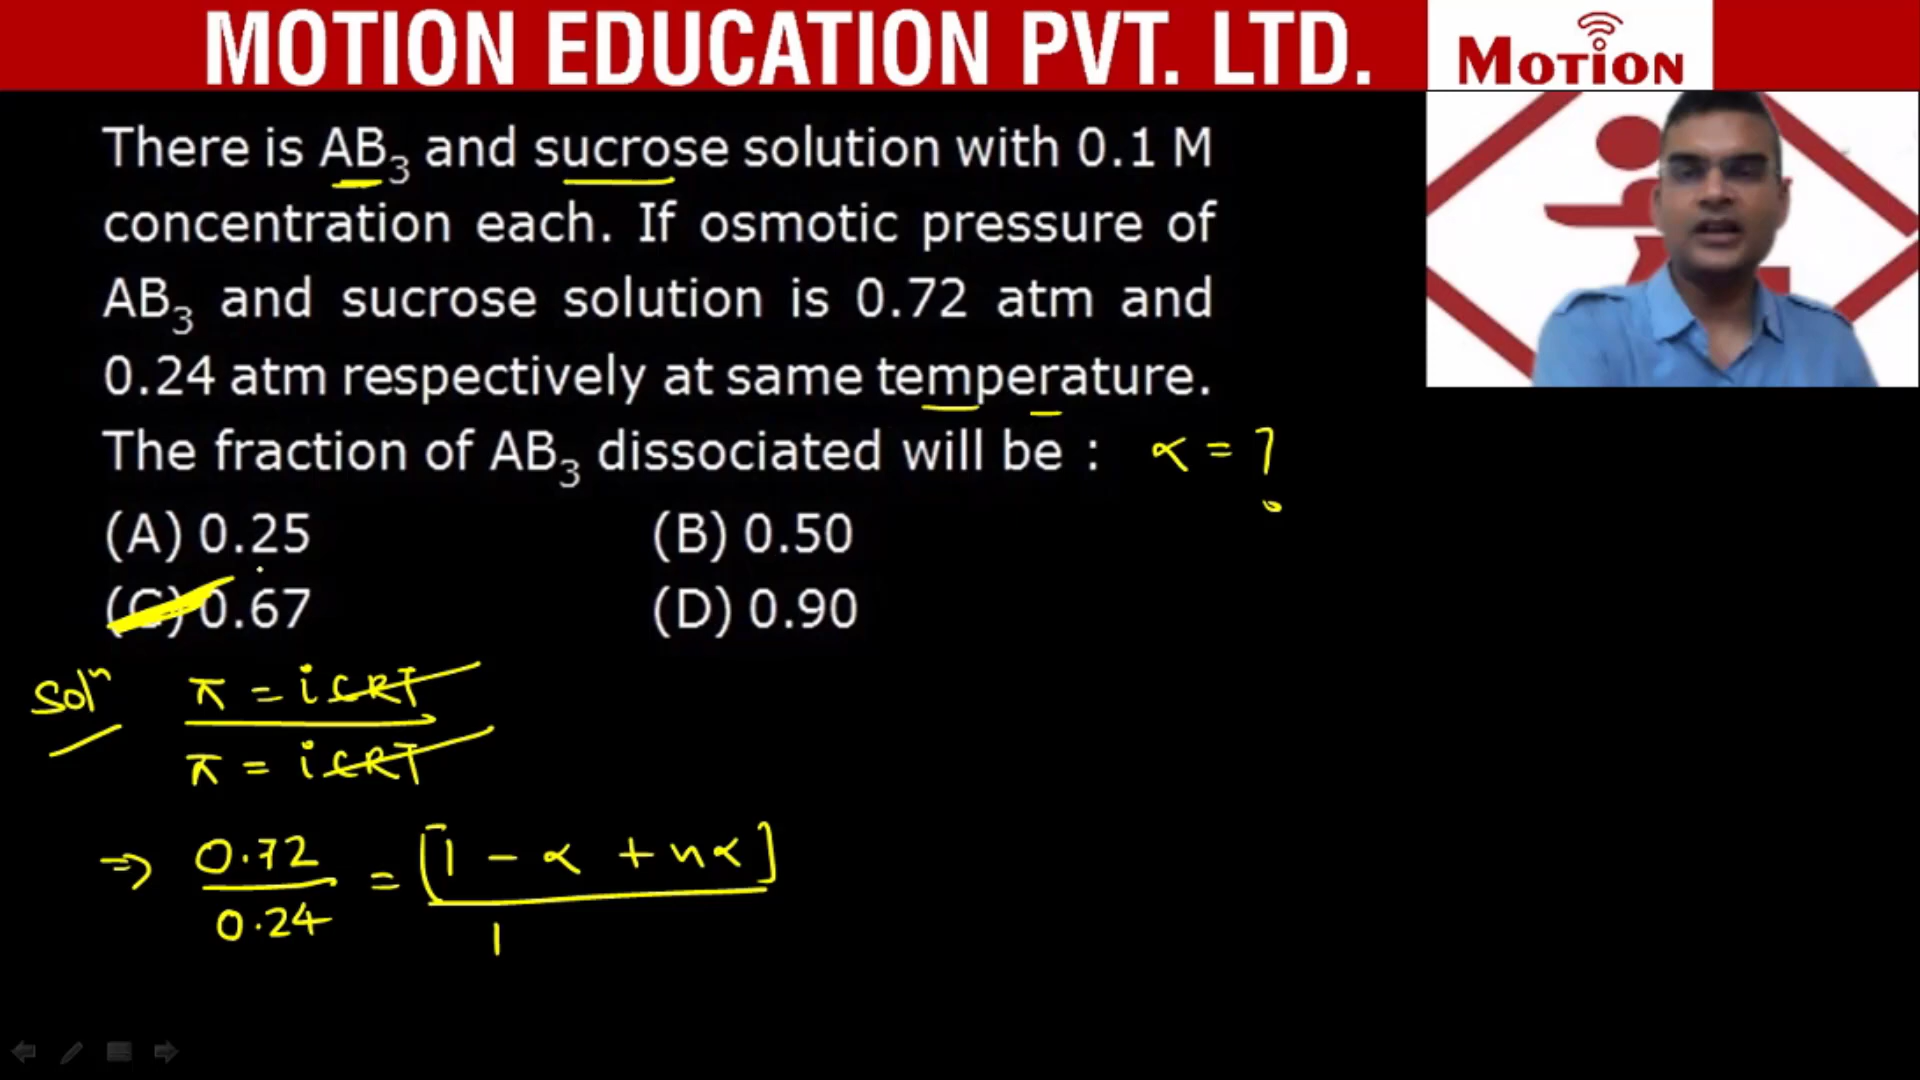 MOTION EDUCATION PVT. LTD.
MOTION
There is AB₃ and sucrose solution with 0.1 M
concentration each. If osmotic pressure of
AB₃ and sucrose solution is 0.72 atm and
0.24 atm respectively at same temperature.
The fraction of AB₃ dissociated will be : α = ?
(A) 0.25 (B) 0.50
(C) 0.67 (D) 0.90
Solⁿ π = iCRT
π = iCRT
⇒ 0.72/0.24 = [1 - α + nα]/1